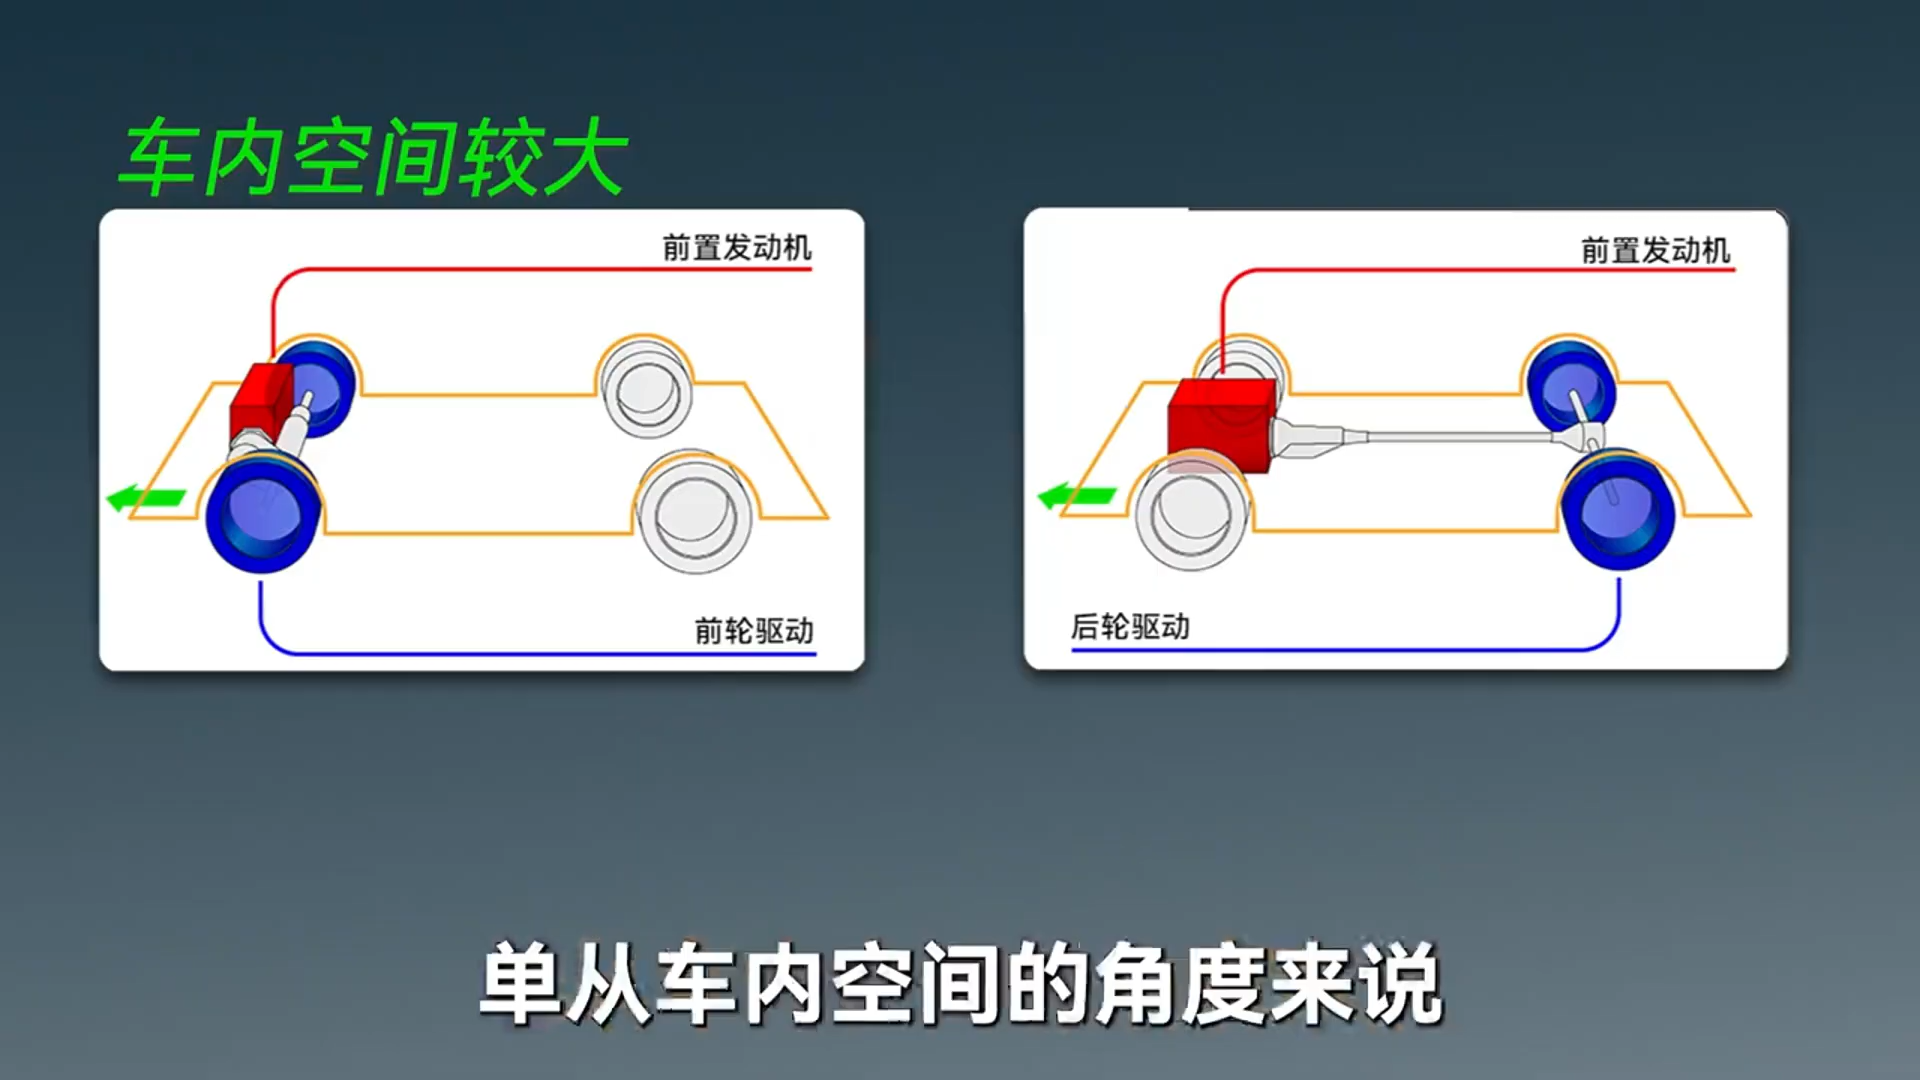 车内空间较大
前置发动机
前轮驱动
前置发动机
后轮驱动
单从车内空间的角度来说